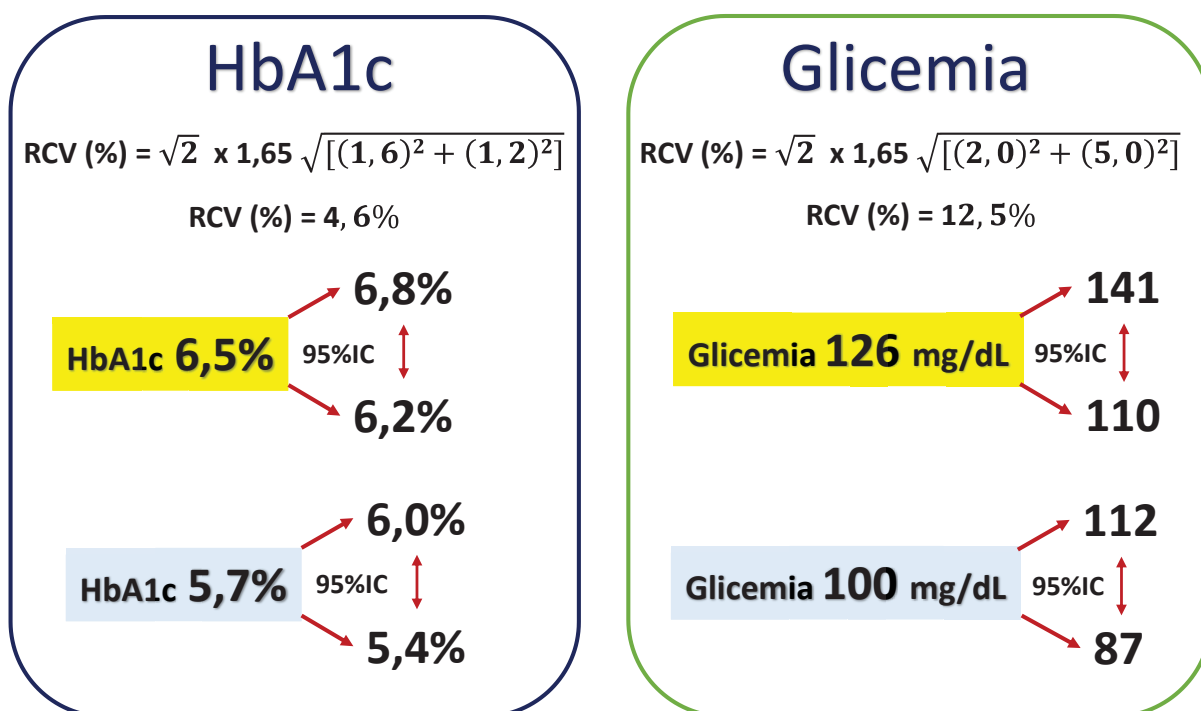 HbA1c
RCV (%) = √2 x 1,65 √[(1,6)² + (1,2)²]
RCV (%) = 4,6%
6,8%
HbA1c 6,5% 95%IC
6,2%
6,0%
HbA1c 5,7% 95%IC
5,4%
Glicemia
RCV (%) = √2 x 1,65 √[(2,0)² + (5,0)²]
RCV (%) = 12,5%
141
Glicemia 126 mg/dL 95%IC
110
112
Glicemia 100 mg/dL 95%IC
87